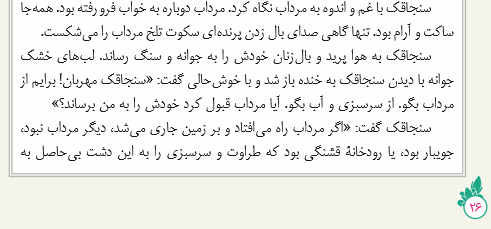 سنجاقک با غم و اندوه به مرداب نگاه کرد. مرداب دوباره به خواب فرو رفته بود. همه‌جا
ساکت و آرام بود. تنها گاهی صدای بال زدن پرنده‌ای سکوت تلخ مرداب را می‌شکست.
سنجاقک به هوا پرید و بال‌زنان خودش را به جوانه و سنگ رساند. لب‌های خشک
جوانه با دیدن سنجاقک به خنده باز شد و با خوش‌حالی گفت: «سنجاقک مهربان! برایم از
مرداب بگو. از سرسبزی و آب بگو. آیا مرداب قبول کرد خودش را به من برساند؟»
سنجاقک گفت: «اگر مرداب راه می‌افتاد و بر زمین جاری می‌شد، دیگر مرداب نبود،
جویبار بود، یا رودخانهٔ قشنگی بود که طراوت و سرسبزی را به این دشت بی‌حاصل به
۲۶